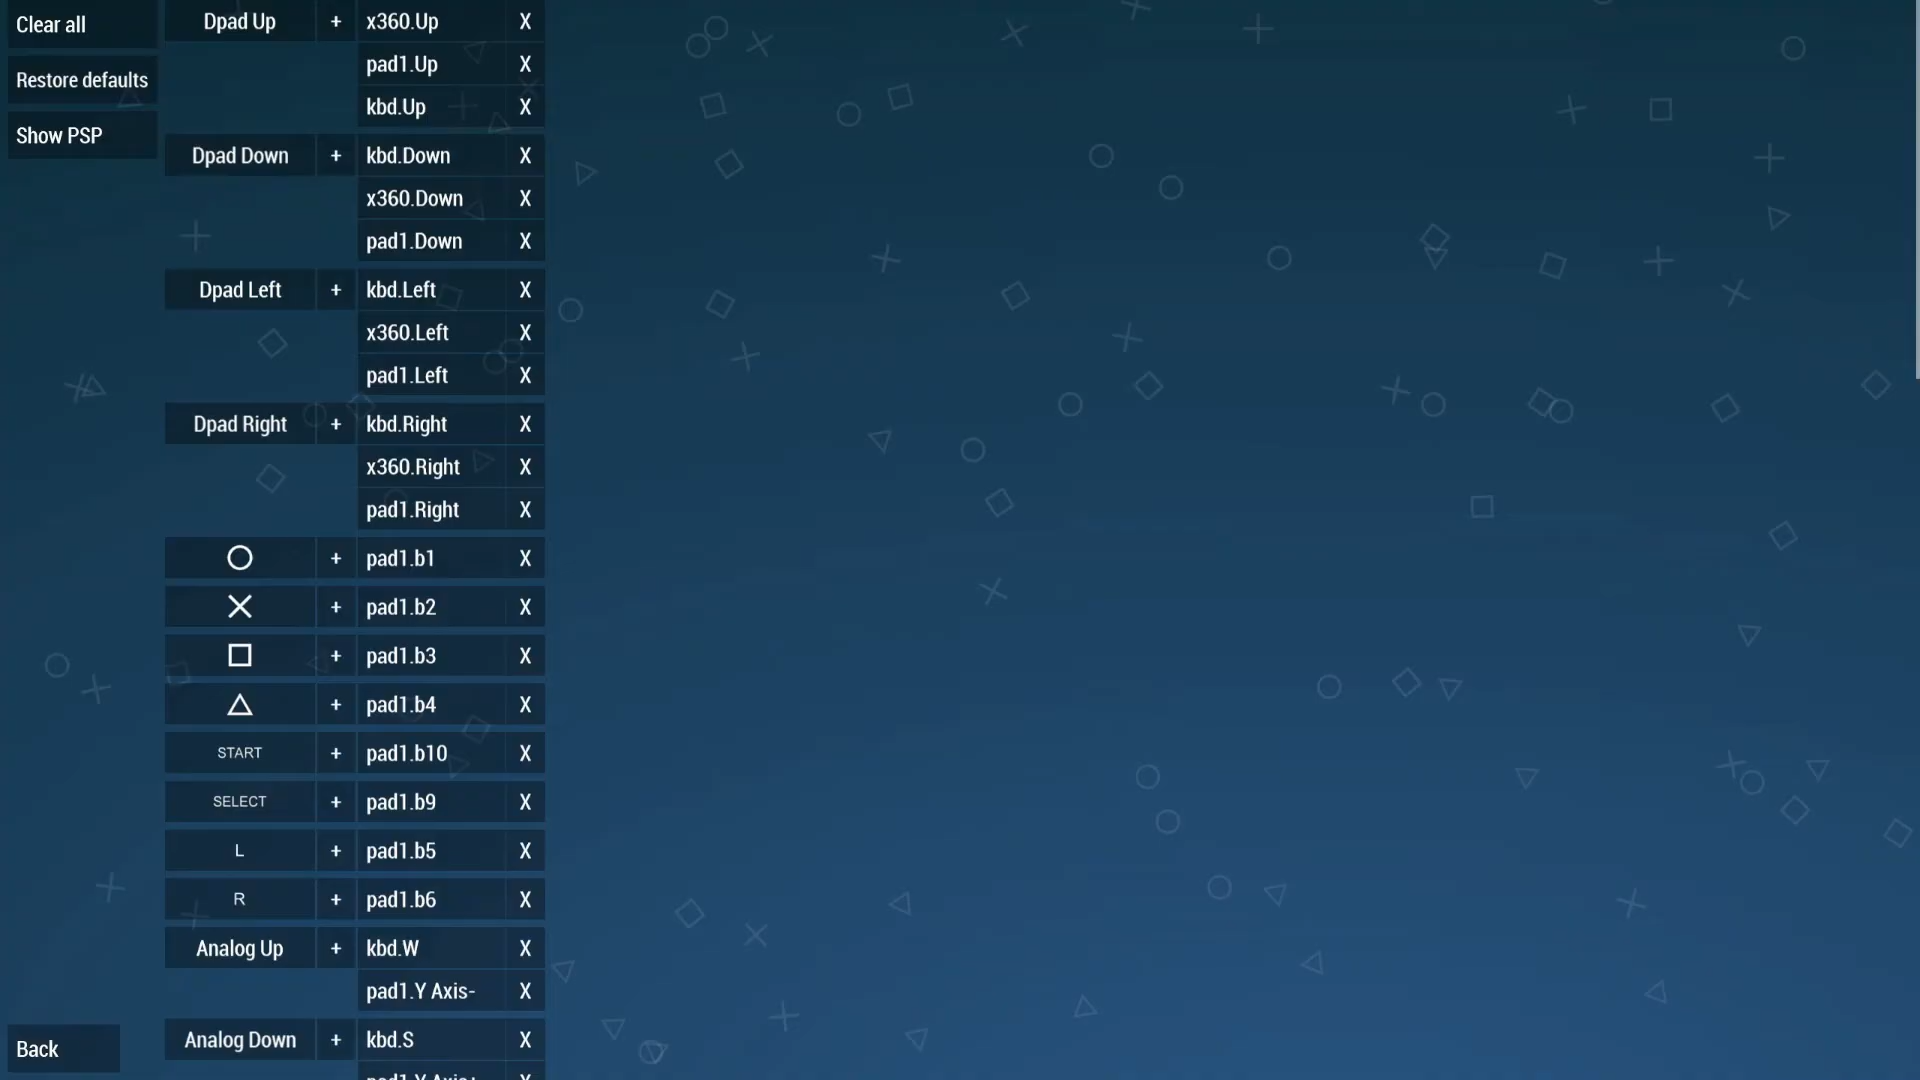 Clear all
Restore defaults
Show PSP
Dpad Up + x360.Up X
pad1.Up X
kbd.Up X
Dpad Down + kbd.Down X
x360.Down X
pad1.Down X
Dpad Left + kbd.Left X
x360.Left X
pad1.Left X
Dpad Right + kbd.Right X
x360.Right X
pad1.Right X
+ pad1.b1 X
+ pad1.b2 X
+ pad1.b3 X
+ pad1.b4 X
START + pad1.b10 X
SELECT + pad1.b9 X
L + pad1.b5 X
R + pad1.b6 X
Analog Up + kbd.W X
pad1.Y Axis- X
Analog Down + kbd.S X
pad1.Y Axis+ X
Back